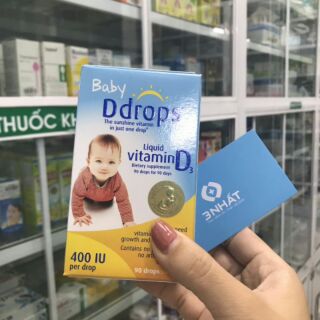 THUỐC KH
Baby
Ddrops
The sunshine vitamin
in just one drop
Liquid
vitamin D3
Dietary supplement
90 drops for 90 days
400 IU
per drop
growth and
Contains no
no
90 drops
3NHẤT